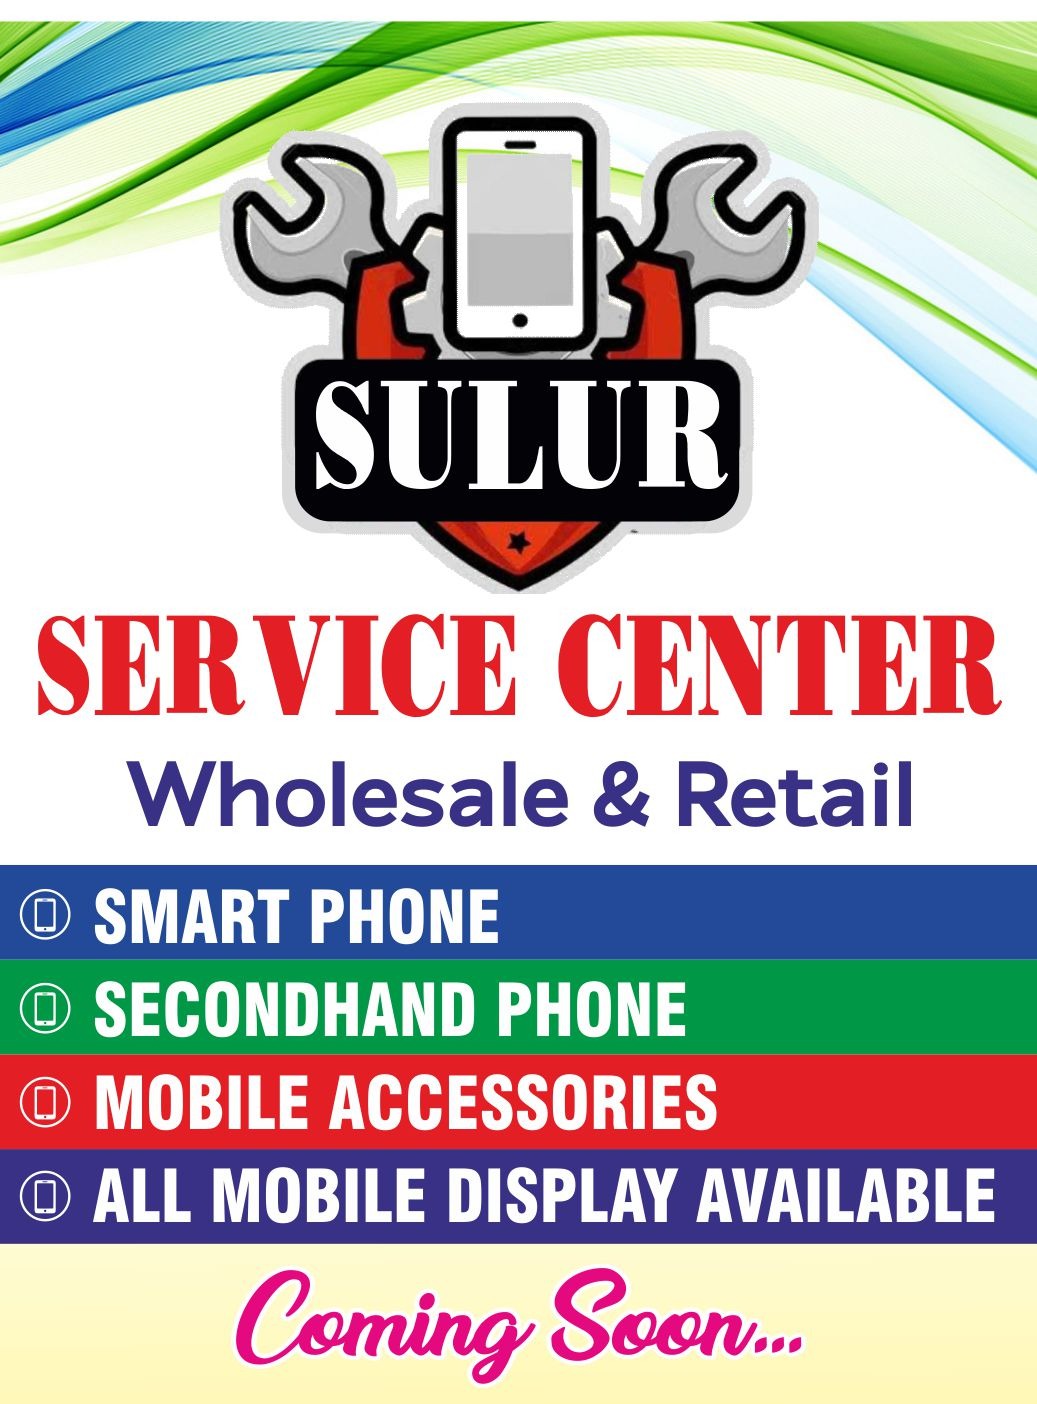 SULUR
SERVICE CENTER
Wholesale & Retail
SMART PHONE
SECONDHAND PHONE
MOBILE ACCESSORIES
ALL MOBILE DISPLAY AVAILABLE
Coming Soon...